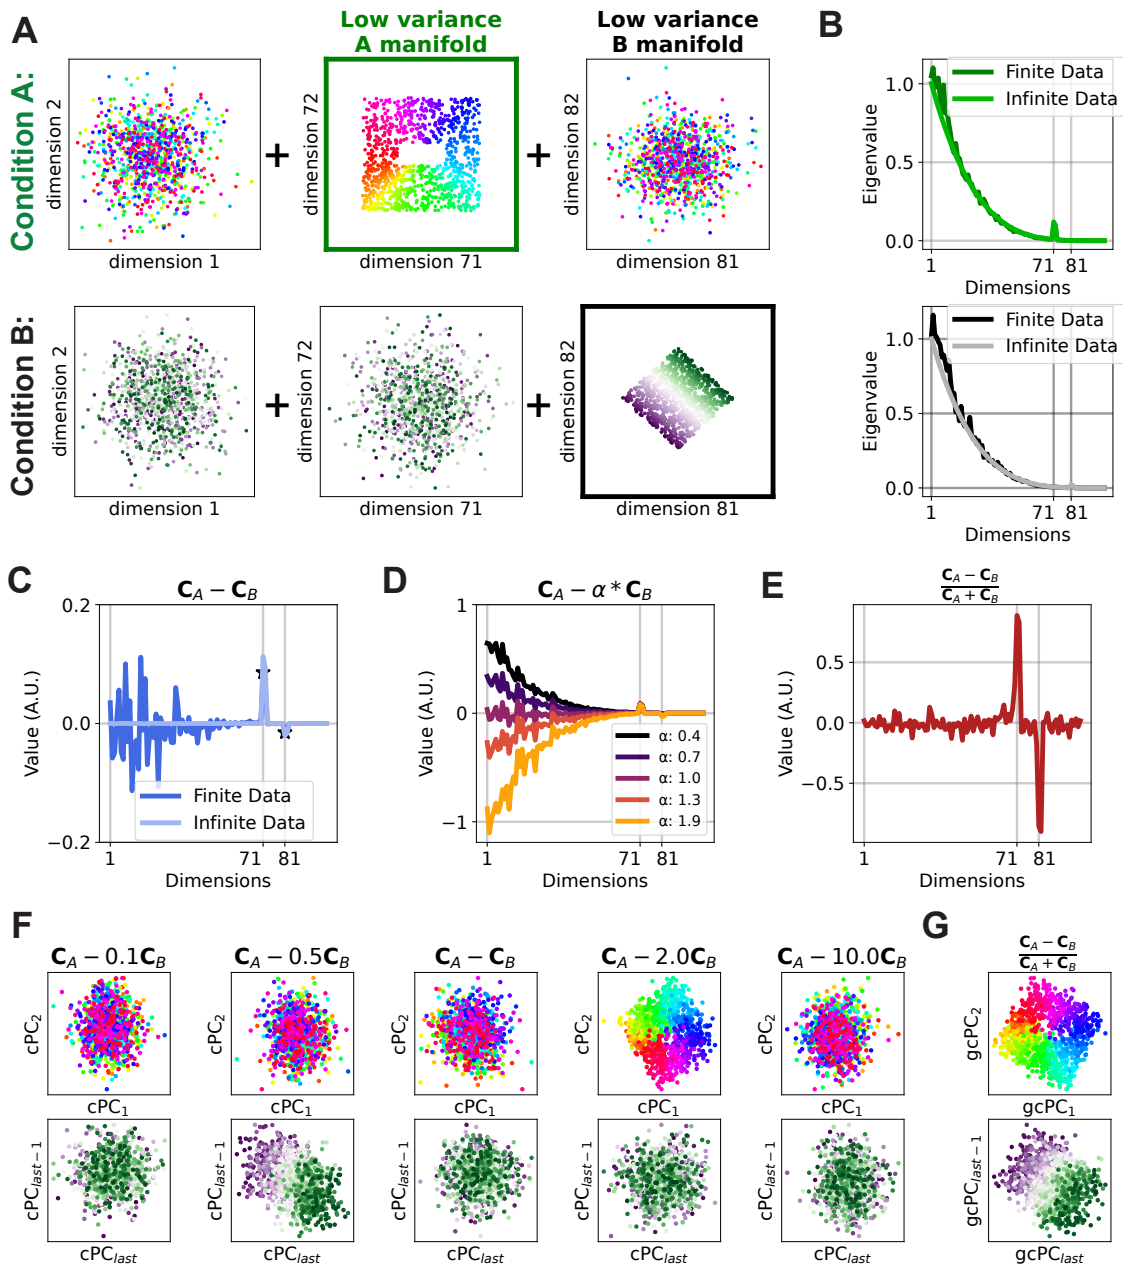 A
Low variance
A manifold
Low variance
B manifold
B
Condition A:
dimension 2
dimension 1
+
dimension 72
dimension 71
+
dimension 82
dimension 81
Eigenvalue
1.0
0.5
0.0
Finite Data
Infinite Data
1
71
81
Dimensions
Condition B:
dimension 2
dimension 1
+
dimension 72
dimension 71
+
dimension 82
dimension 81
Eigenvalue
1.0
0.5
0.0
Finite Data
Infinite Data
1
71
81
Dimensions
C
C_A − C_B
Value (A.U.)
0.2
0.0
−0.2
Finite Data
Infinite Data
1
71
81
Dimensions
D
C_A − α * C_B
Value (A.U.)
1
0
−1
α: 0.4
α: 0.7
α: 1.0
α: 1.3
α: 1.9
1
71
81
Dimensions
E
C_A − C_B
C_A + C_B
Value (A.U.)
0.5
0.0
−0.5
1
71
81
Dimensions
F
C_A − 0.1C_B
cPC_2
cPC_1
C_A − 0.5C_B
cPC_2
cPC_1
C_A − C_B
cPC_2
cPC_1
C_A − 2.0C_B
cPC_2
cPC_1
C_A − 10.0C_B
cPC_2
cPC_1
cPC_last−1
cPC_last
cPC_last−1
cPC_last
cPC_last−1
cPC_last
cPC_last−1
cPC_last
cPC_last−1
cPC_last
G
C_A − C_B
C_A + C_B
gcPC_2
gcPC_1
gcPC_last−1
gcPC_last